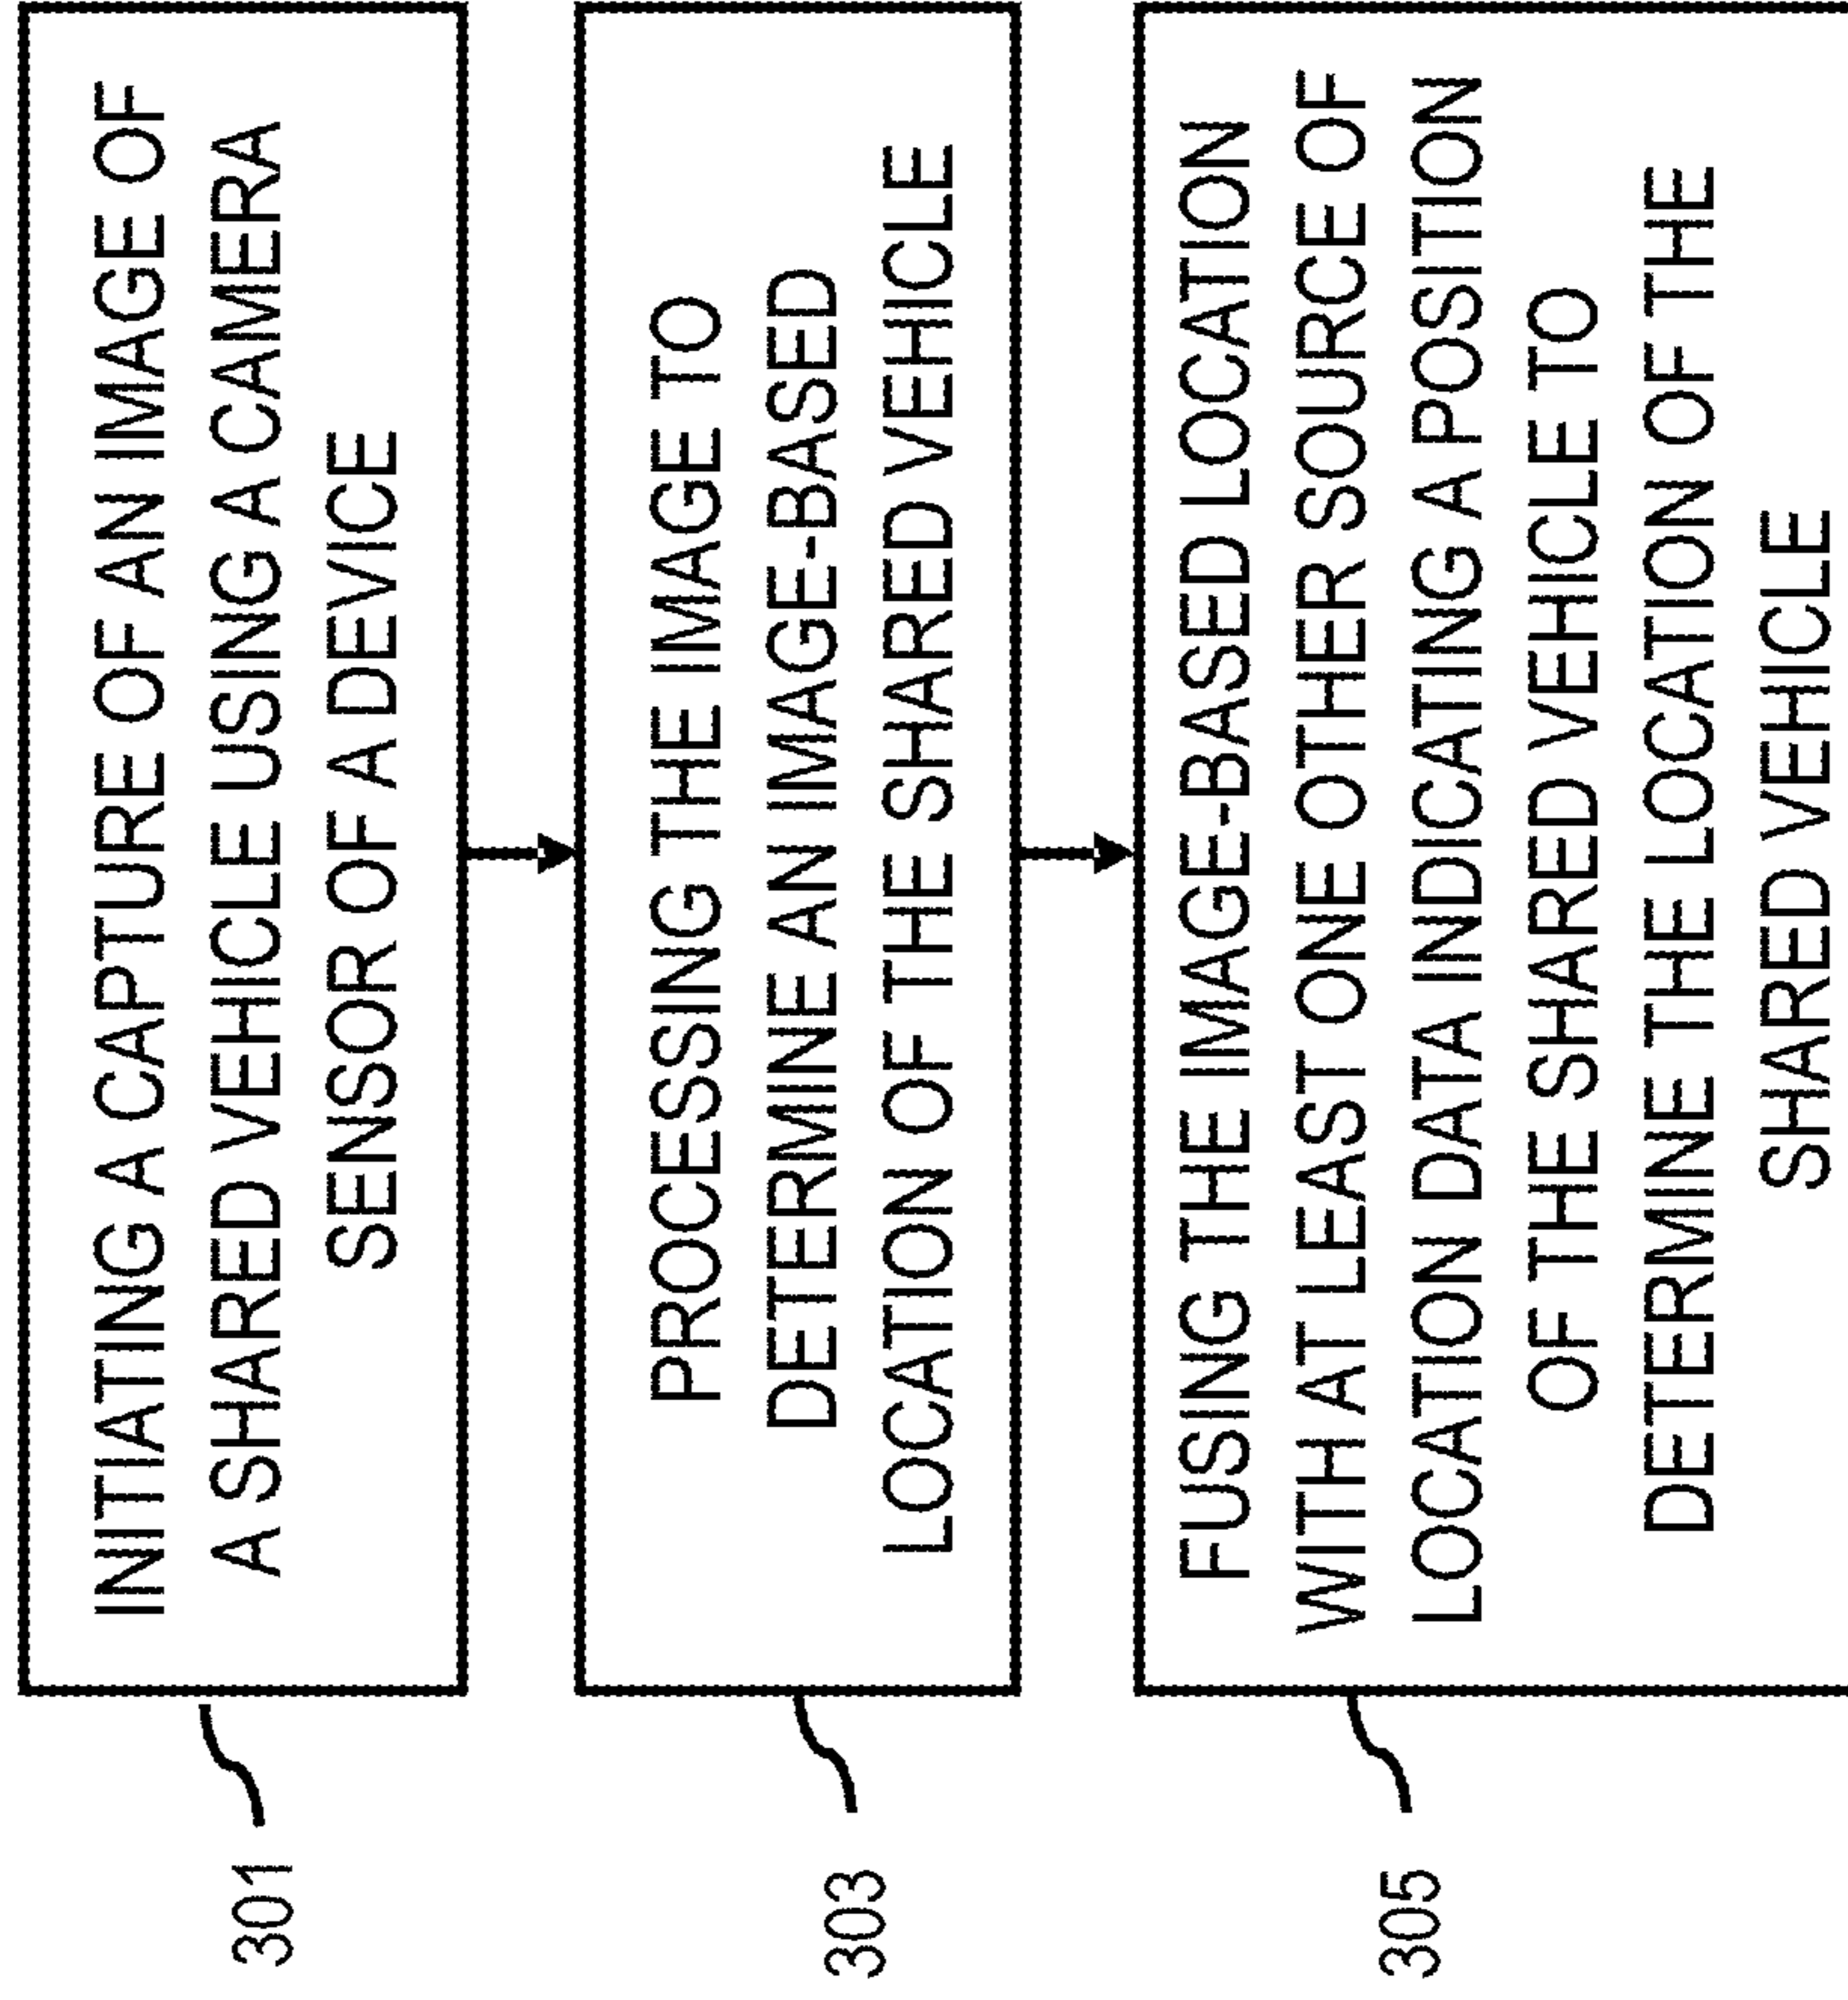 INITIATING A CAPTURE OF AN IMAGE OF
A SHARED VEHICLE USING A CAMERA
SENSOR OF A DEVICE
301
PROCESSING THE IMAGE TO
DETERMINE AN IMAGE-BASED
LOCATION OF THE SHARED VEHICLE
303
FUSING THE IMAGE-BASED LOCATION
WITH AT LEAST ONE OTHER SOURCE OF
LOCATION DATA INDICATING A POSITION
OF THE SHARED VEHICLE TO
DETERMINE THE LOCATION OF THE
SHARED VEHICLE
305